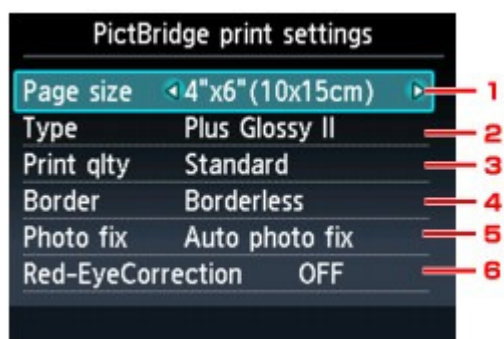 PictBridge print settings
Page size 4"x6"(10x15cm) 1
Type Plus Glossy II 2
Print qlty Standard 3
Border Borderless 4
Photo fix Auto photo fix 5
Red-EyeCorrection OFF 6